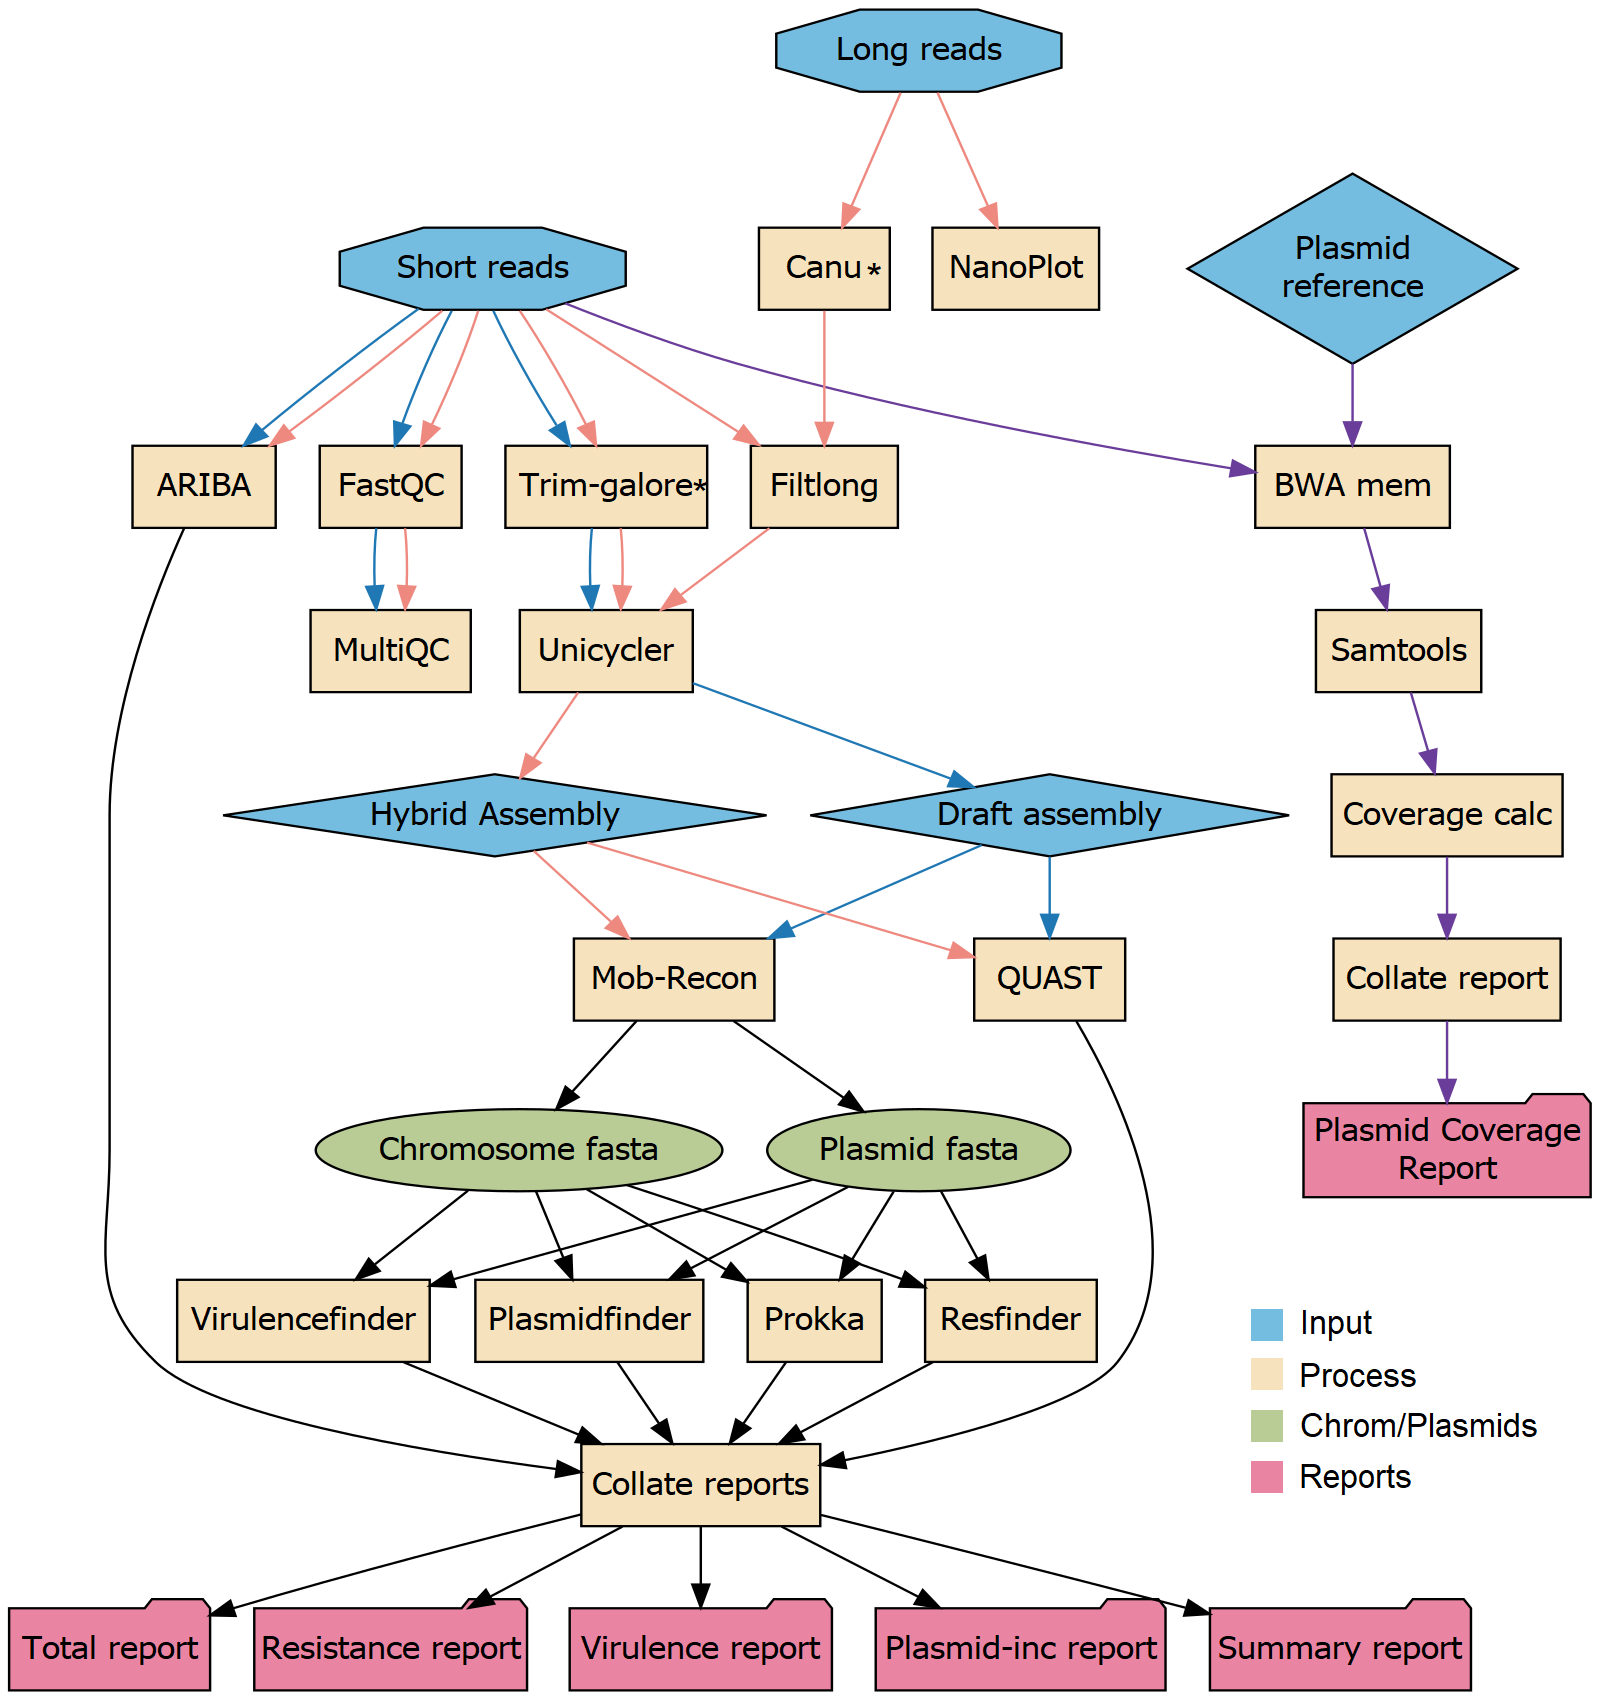 Long reads
Short reads
Canu*
NanoPlot
Plasmid
reference
ARIBA
FastQC
Trim-galore*
Filtlong
BWA mem
MultiQC
Unicycler
Samtools
Hybrid Assembly
Draft assembly
Coverage calc
Mob-Recon
QUAST
Collate report
Chromosome fasta
Plasmid fasta
Plasmid Coverage
Report
Virulencefinder
Plasmidfinder
Prokka
Resfinder
Input
Process
Chrom/Plasmids
Reports
Collate reports
Total report
Resistance report
Virulence report
Plasmid-inc report
Summary report